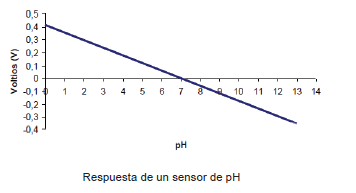 0,5
0,4
0,3
0,2
0,1
0
-0,1
-0,2
-0,3
-0,4
Voltios (V)
0 1 2 3 4 5 6 7 8 9 10 11 12 13 14
pH
Respuesta de un sensor de pH